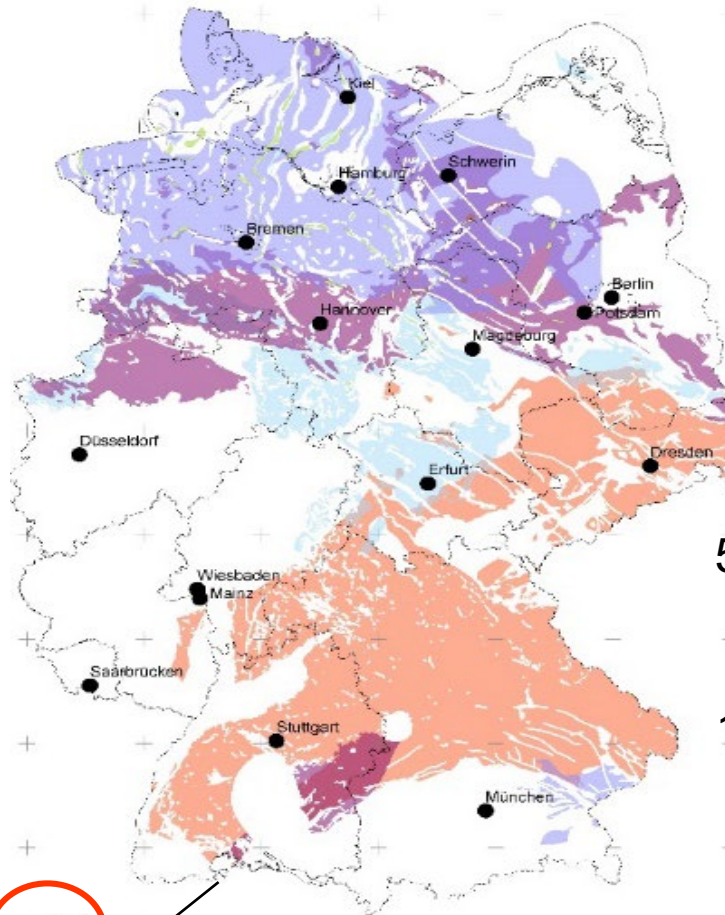 Kiel
Schwerin
Hamburg
Bremen
Berlin
Hannover
Potsdam
Magdeburg
Düsseldorf
Dresden
Erfurt
Wiesbaden
Mainz
Saarbrücken
Stuttgart
München